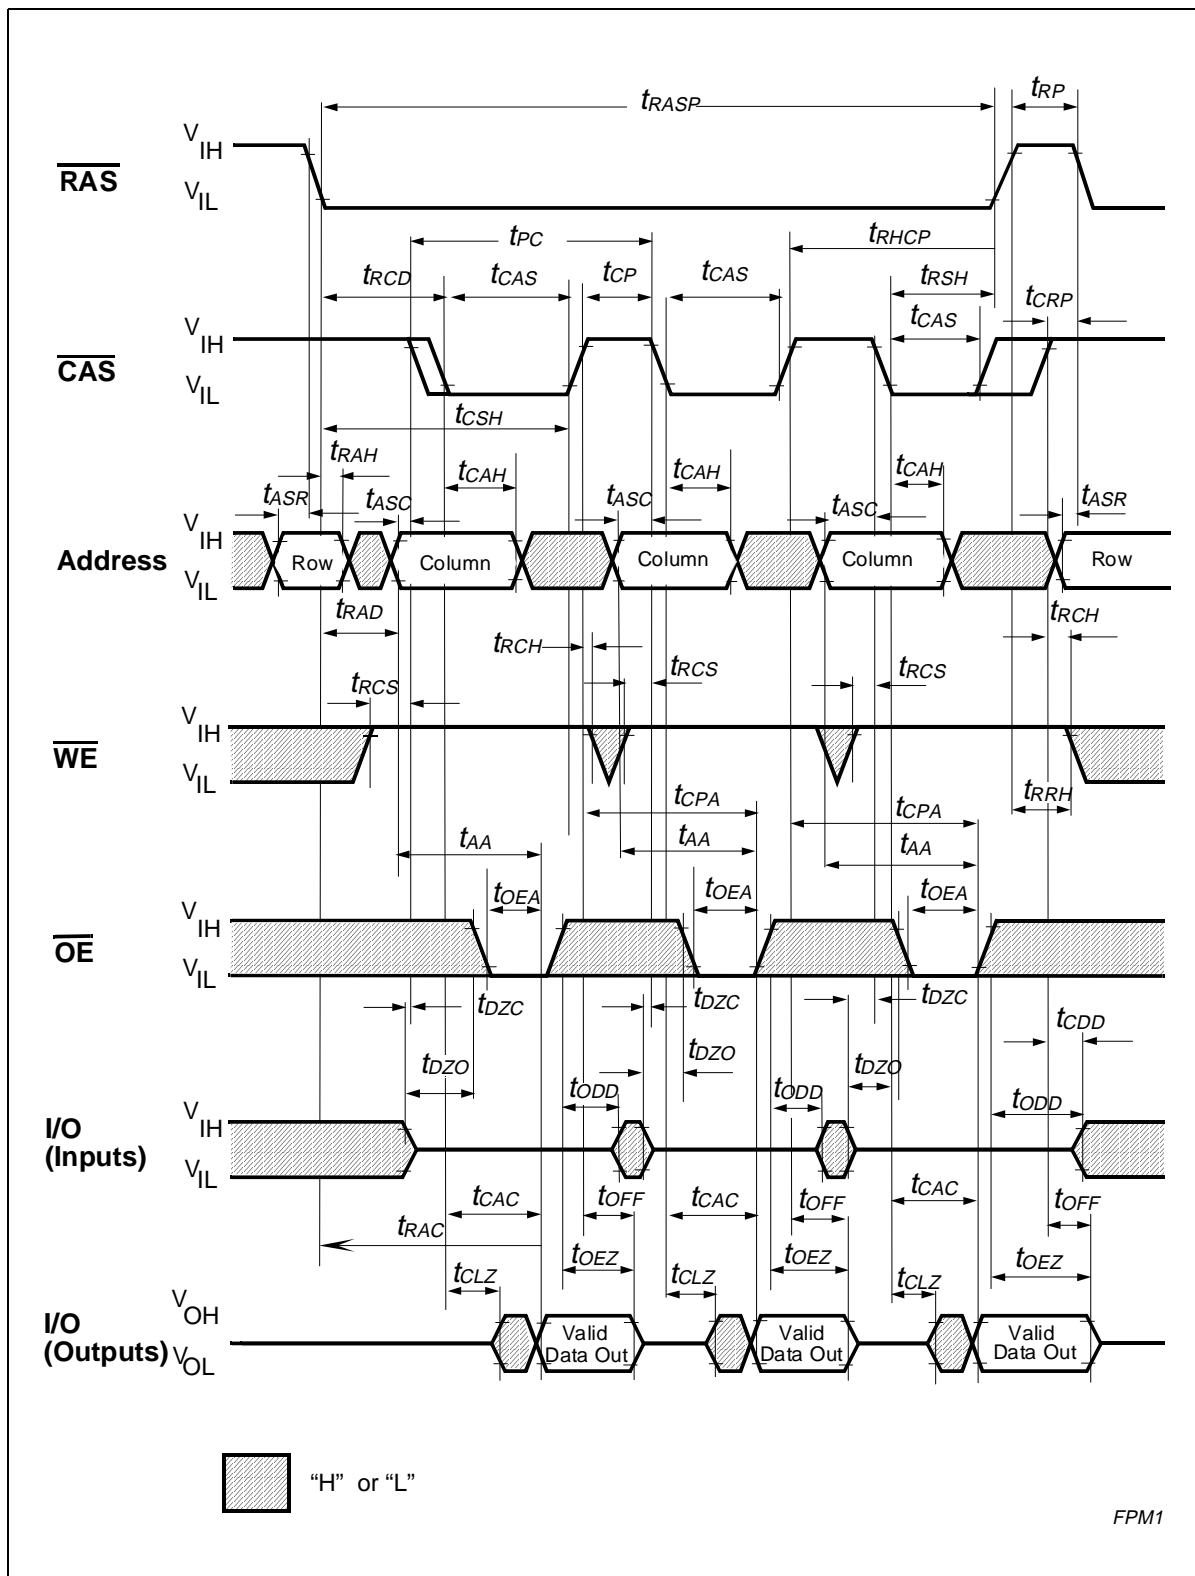 tRASP
tRP
VIH
RAS
VIL
tPC
tRHCP
tRCD
tCAS
tCP
tCAS
tRSH
tCRP
tCAS
VIH
CAS
VIL
tCSH
tRAH
tCAH
tCAH
tCAH
tASR
tASC
tASC
tASC
tASR
VIH
Address
Row
Column
Column
Column
Row
VIL
tRAD
tRCH
tRCH
tRCS
tRCS
tRCS
VIH
WE
VIL
tCPA
tCPA
tRRH
tAA
tAA
tAA
tOEA
tOEA
tOEA
VIH
OE
VIL
tDZC
tDZC
tDZC
tCDD
tDZO
tDZO
tDZO
tODD
tODD
tODD
VIH
I/O
(Inputs)
VIL
tCAC
tOFF
tCAC
tOFF
tCAC
tOFF
tRAC
tOEZ
tOEZ
tOEZ
tCLZ
tCLZ
tCLZ
VOH
I/O
(Outputs)
VOL
Valid
Data Out
Valid
Data Out
Valid
Data Out
“H” or “L”
FPM1